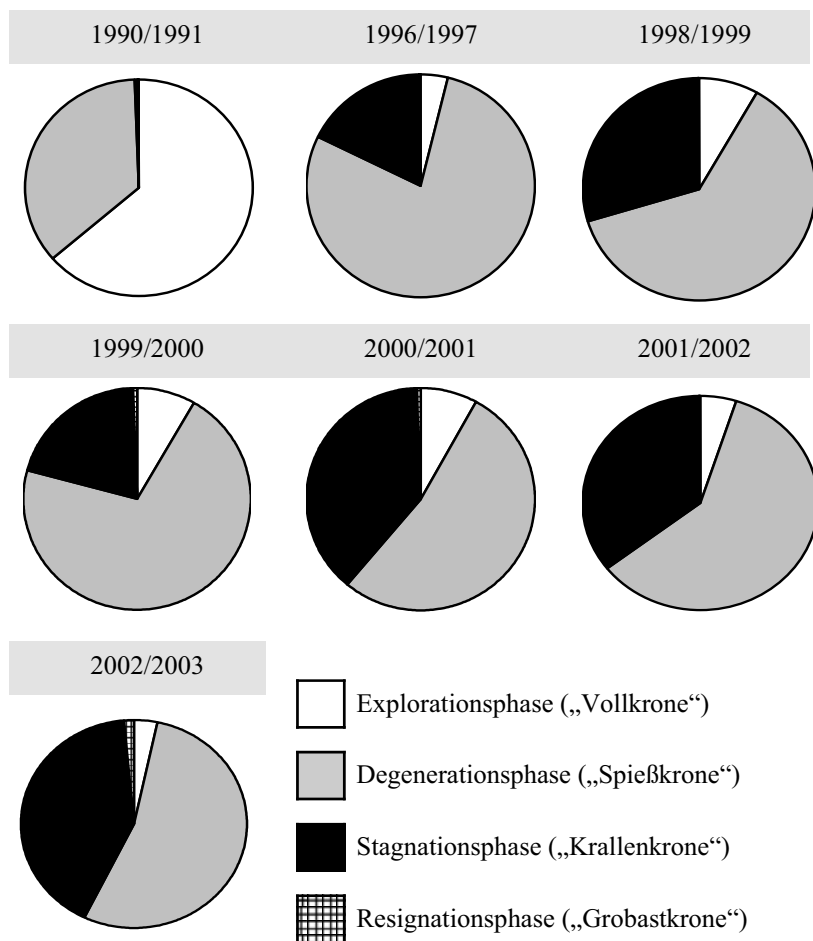 1990/1991 1996/1997 1998/1999
1999/2000 2000/2001 2001/2002
2002/2003
Explorationsphase („Vollkrone“)
Degenerationsphase („Spießkrone“)
Stagnationsphase („Krallenkrone“)
Resignationsphase („Grobastkrone“)